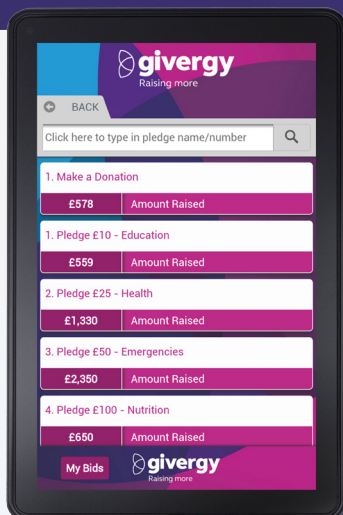 givergy
Raising more
BACK
Click here to type in pledge name/number
1. Make a Donation
£578 Amount Raised
1. Pledge £10 - Education
£559 Amount Raised
2. Pledge £25 - Health
£1,330 Amount Raised
3. Pledge £50 - Emergencies
£2,350 Amount Raised
4. Pledge £100 - Nutrition
£650 Amount Raised
My Bids givergy
Raising more